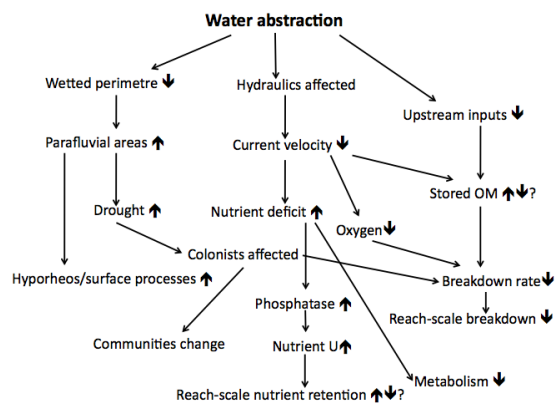 Water abstraction
Wetted perimetre 🡇
Hydraulics affected
Upstream inputs 🡇
Parafluvial areas 🡅
Current velocity 🡇
Stored OM 🡅🡇?
Drought 🡅
Nutrient deficit 🡅
Oxygen 🡇
Colonists affected
Hyporheos/surface processes 🡅
Breakdown rate 🡇
Phosphatase 🡅
Reach-scale breakdown 🡇
Communities change
Nutrient U 🡅
Metabolism 🡇
Reach-scale nutrient retention 🡅🡇?